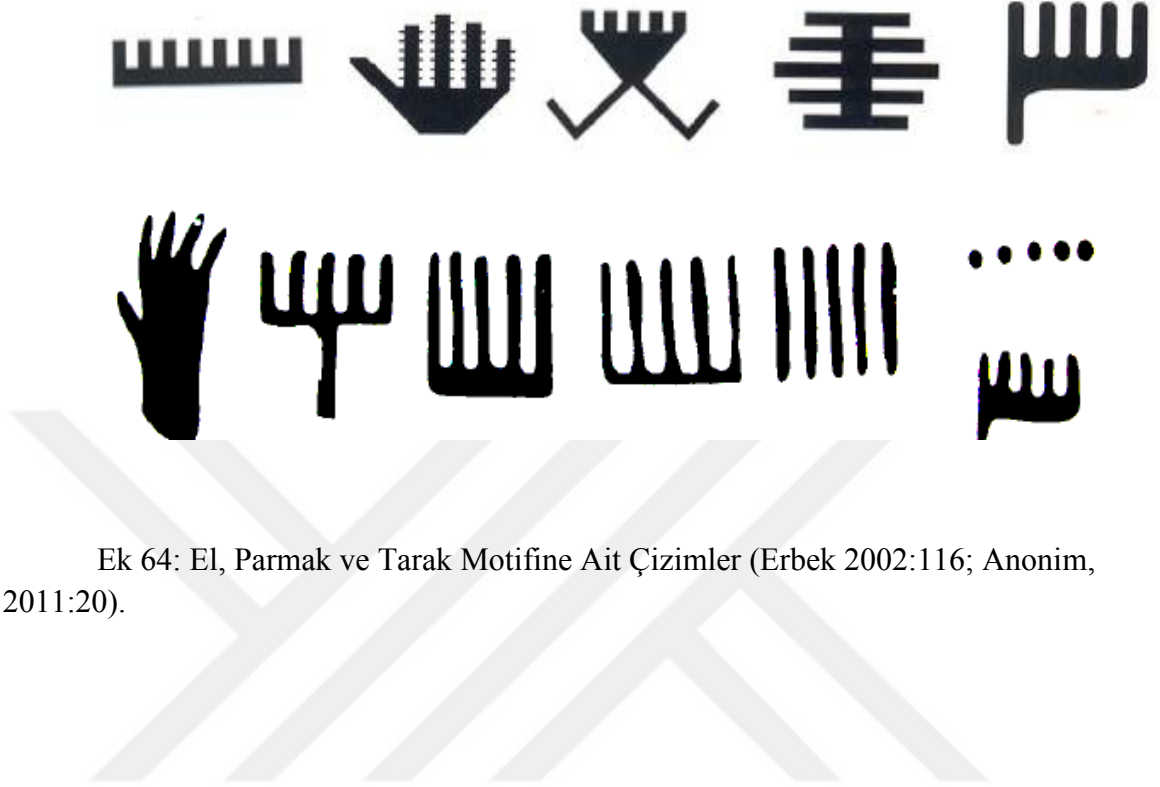 Ek 64: El, Parmak ve Tarak Motifine Ait Çizimler (Erbek 2002:116; Anonim,
2011:20).